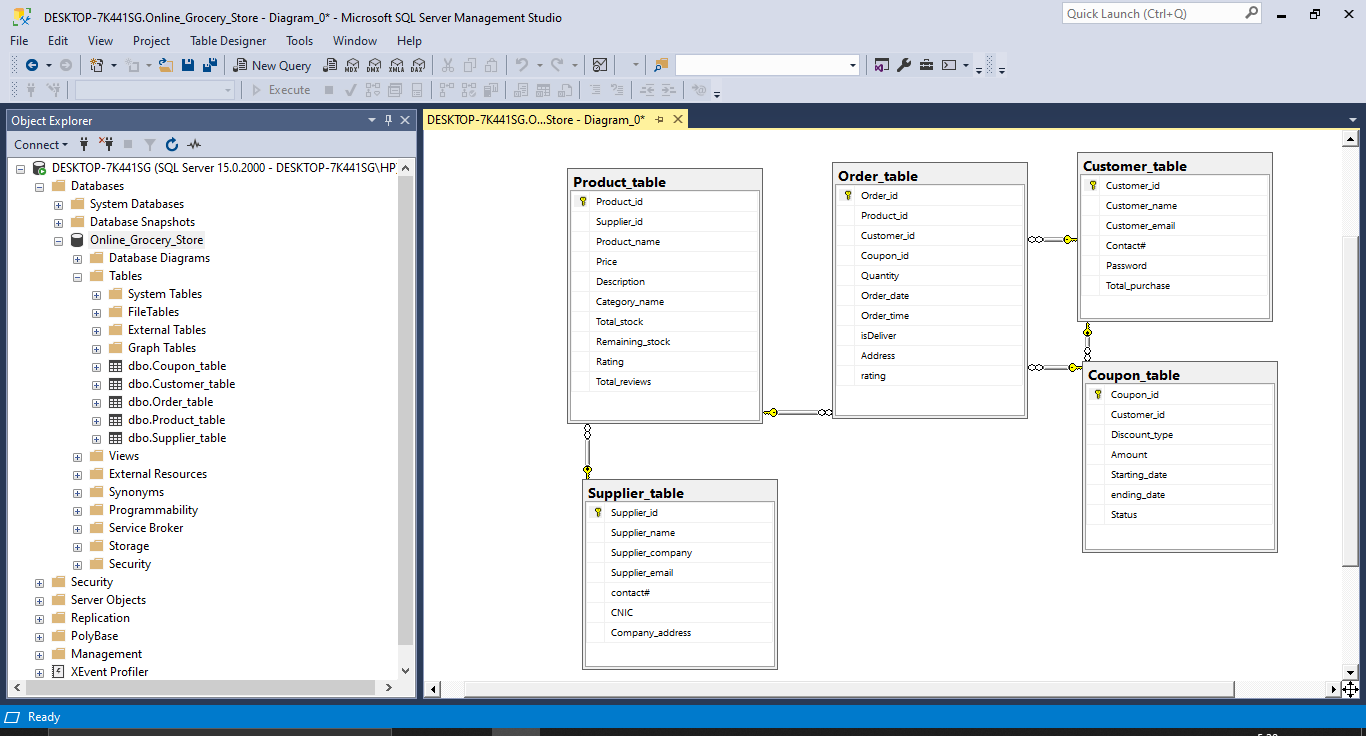 DESKTOP-7K441SG.Online_Grocery_Store - Diagram_0* - Microsoft SQL Server Management Studio
Quick Launch (Ctrl+Q)
File Edit View Project Table Designer Tools Window Help
New Query MDX DMX XMLA DAX
Execute
Object Explorer
Connect
DESKTOP-7K441SG (SQL Server 15.0.2000 - DESKTOP-7K441SG\HP
Databases
System Databases
Database Snapshots
Online_Grocery_Store
Database Diagrams
Tables
System Tables
FileTables
External Tables
Graph Tables
dbo.Coupon_table
dbo.Customer_table
dbo.Order_table
dbo.Product_table
dbo.Supplier_table
Views
External Resources
Synonyms
Programmability
Service Broker
Storage
Security
Security
Server Objects
Replication
PolyBase
Management
XEvent Profiler
DESKTOP-7K441SG.O...Store - Diagram_0*
Product_table
Product_id
Supplier_id
Product_name
Price
Description
Category_name
Total_stock
Remaining_stock
Rating
Total_reviews
Order_table
Order_id
Product_id
Customer_id
Coupon_id
Quantity
Order_date
Order_time
isDeliver
Address
rating
Customer_table
Customer_id
Customer_name
Customer_email
Contact#
Password
Total_purchase
Coupon_table
Coupon_id
Customer_id
Discount_type
Amount
Starting_date
ending_date
Status
Supplier_table
Supplier_id
Supplier_name
Supplier_company
Supplier_email
contact#
CNIC
Company_address
Ready